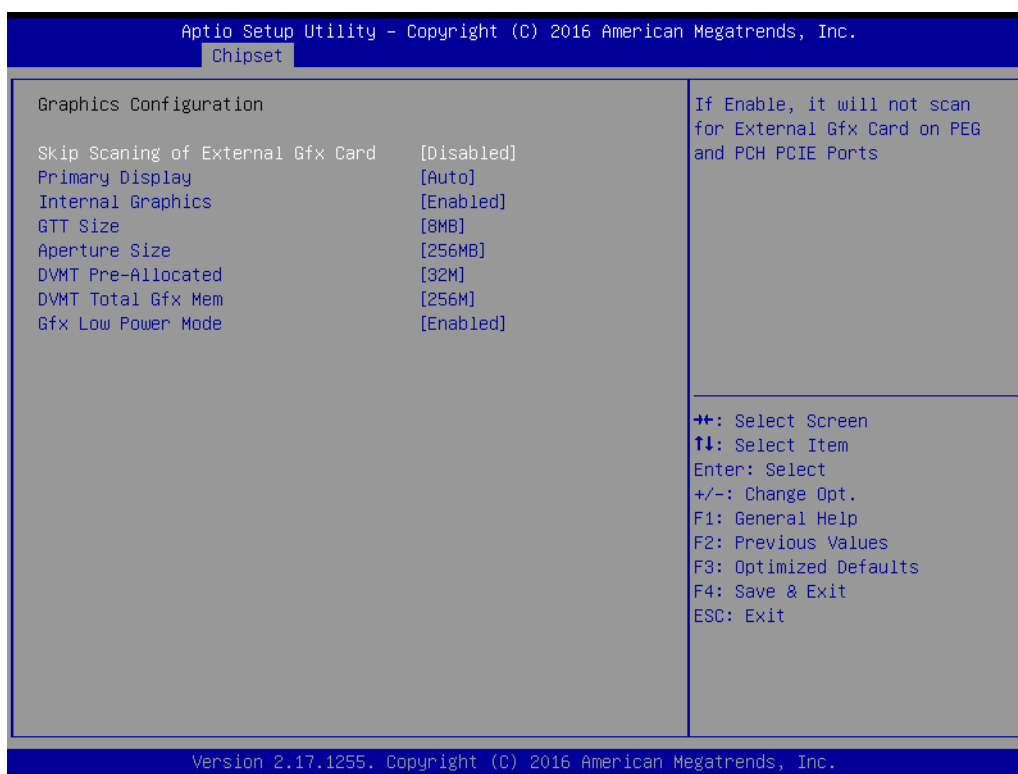 Aptio Setup Utility – Copyright (C) 2016 American Megatrends, Inc.
Chipset
Graphics Configuration
Skip Scaning of External Gfx Card [Disabled]
Primary Display [Auto]
Internal Graphics [Enabled]
GTT Size [8MB]
Aperture Size [256MB]
DVMT Pre-Allocated [32M]
DVMT Total Gfx Mem [256M]
Gfx Low Power Mode [Enabled]
If Enable, it will not scan
for External Gfx Card on PEG
and PCH PCIE Ports
→←: Select Screen
↑↓: Select Item
Enter: Select
+/-: Change Opt.
F1: General Help
F2: Previous Values
F3: Optimized Defaults
F4: Save & Exit
ESC: Exit
Version 2.17.1255. Copyright (C) 2016 American Megatrends, Inc.